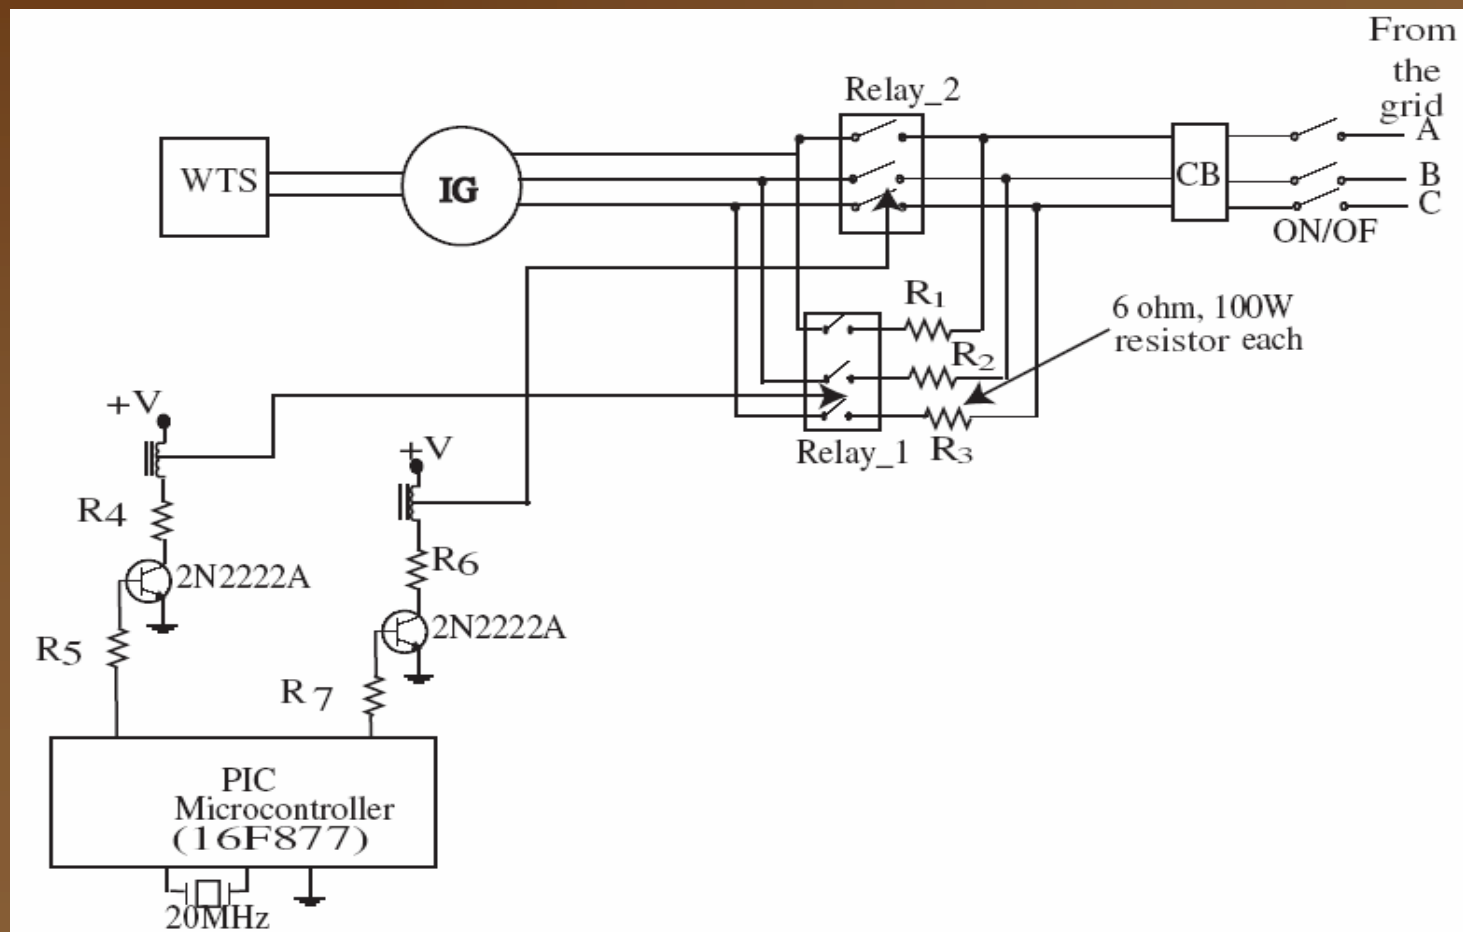 From
the
grid
Relay_2
A
WTS
IG
CB
B
C
ON/OF
R1
6 ohm, 100W
resistor each
R2
+V
Relay_1
R3
+V
R4
R6
2N2222A
2N2222A
R5
R 7
PIC
Microcontroller
(16F877)
20MHz